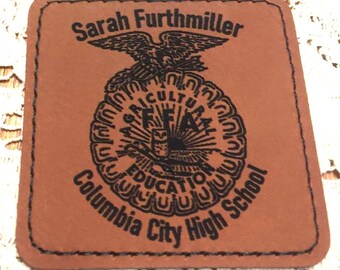 Sarah Furthmiller
AGRICULTURAL
FFA
EDUCATION
Columbia City High School